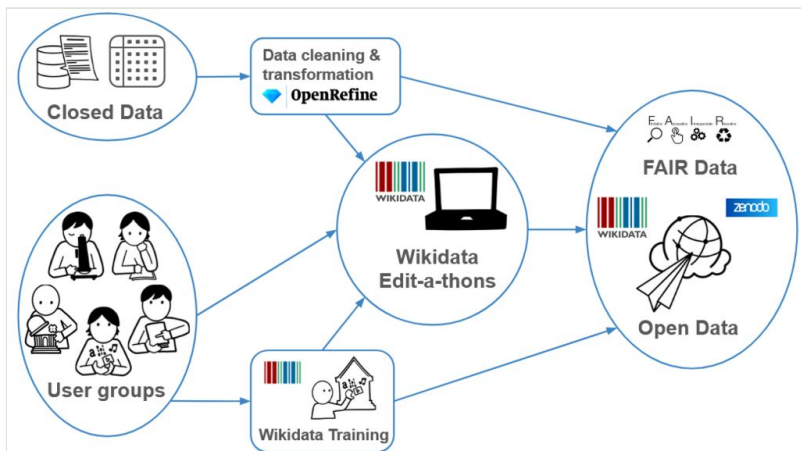 Closed Data
Data cleaning &
transformation
OpenRefine
User groups
WIKIDATA
Wikidata
Edit-a-thons
Wikidata Training
F A I R
FAIR Data
WIKIDATA
zenodo
Open Data